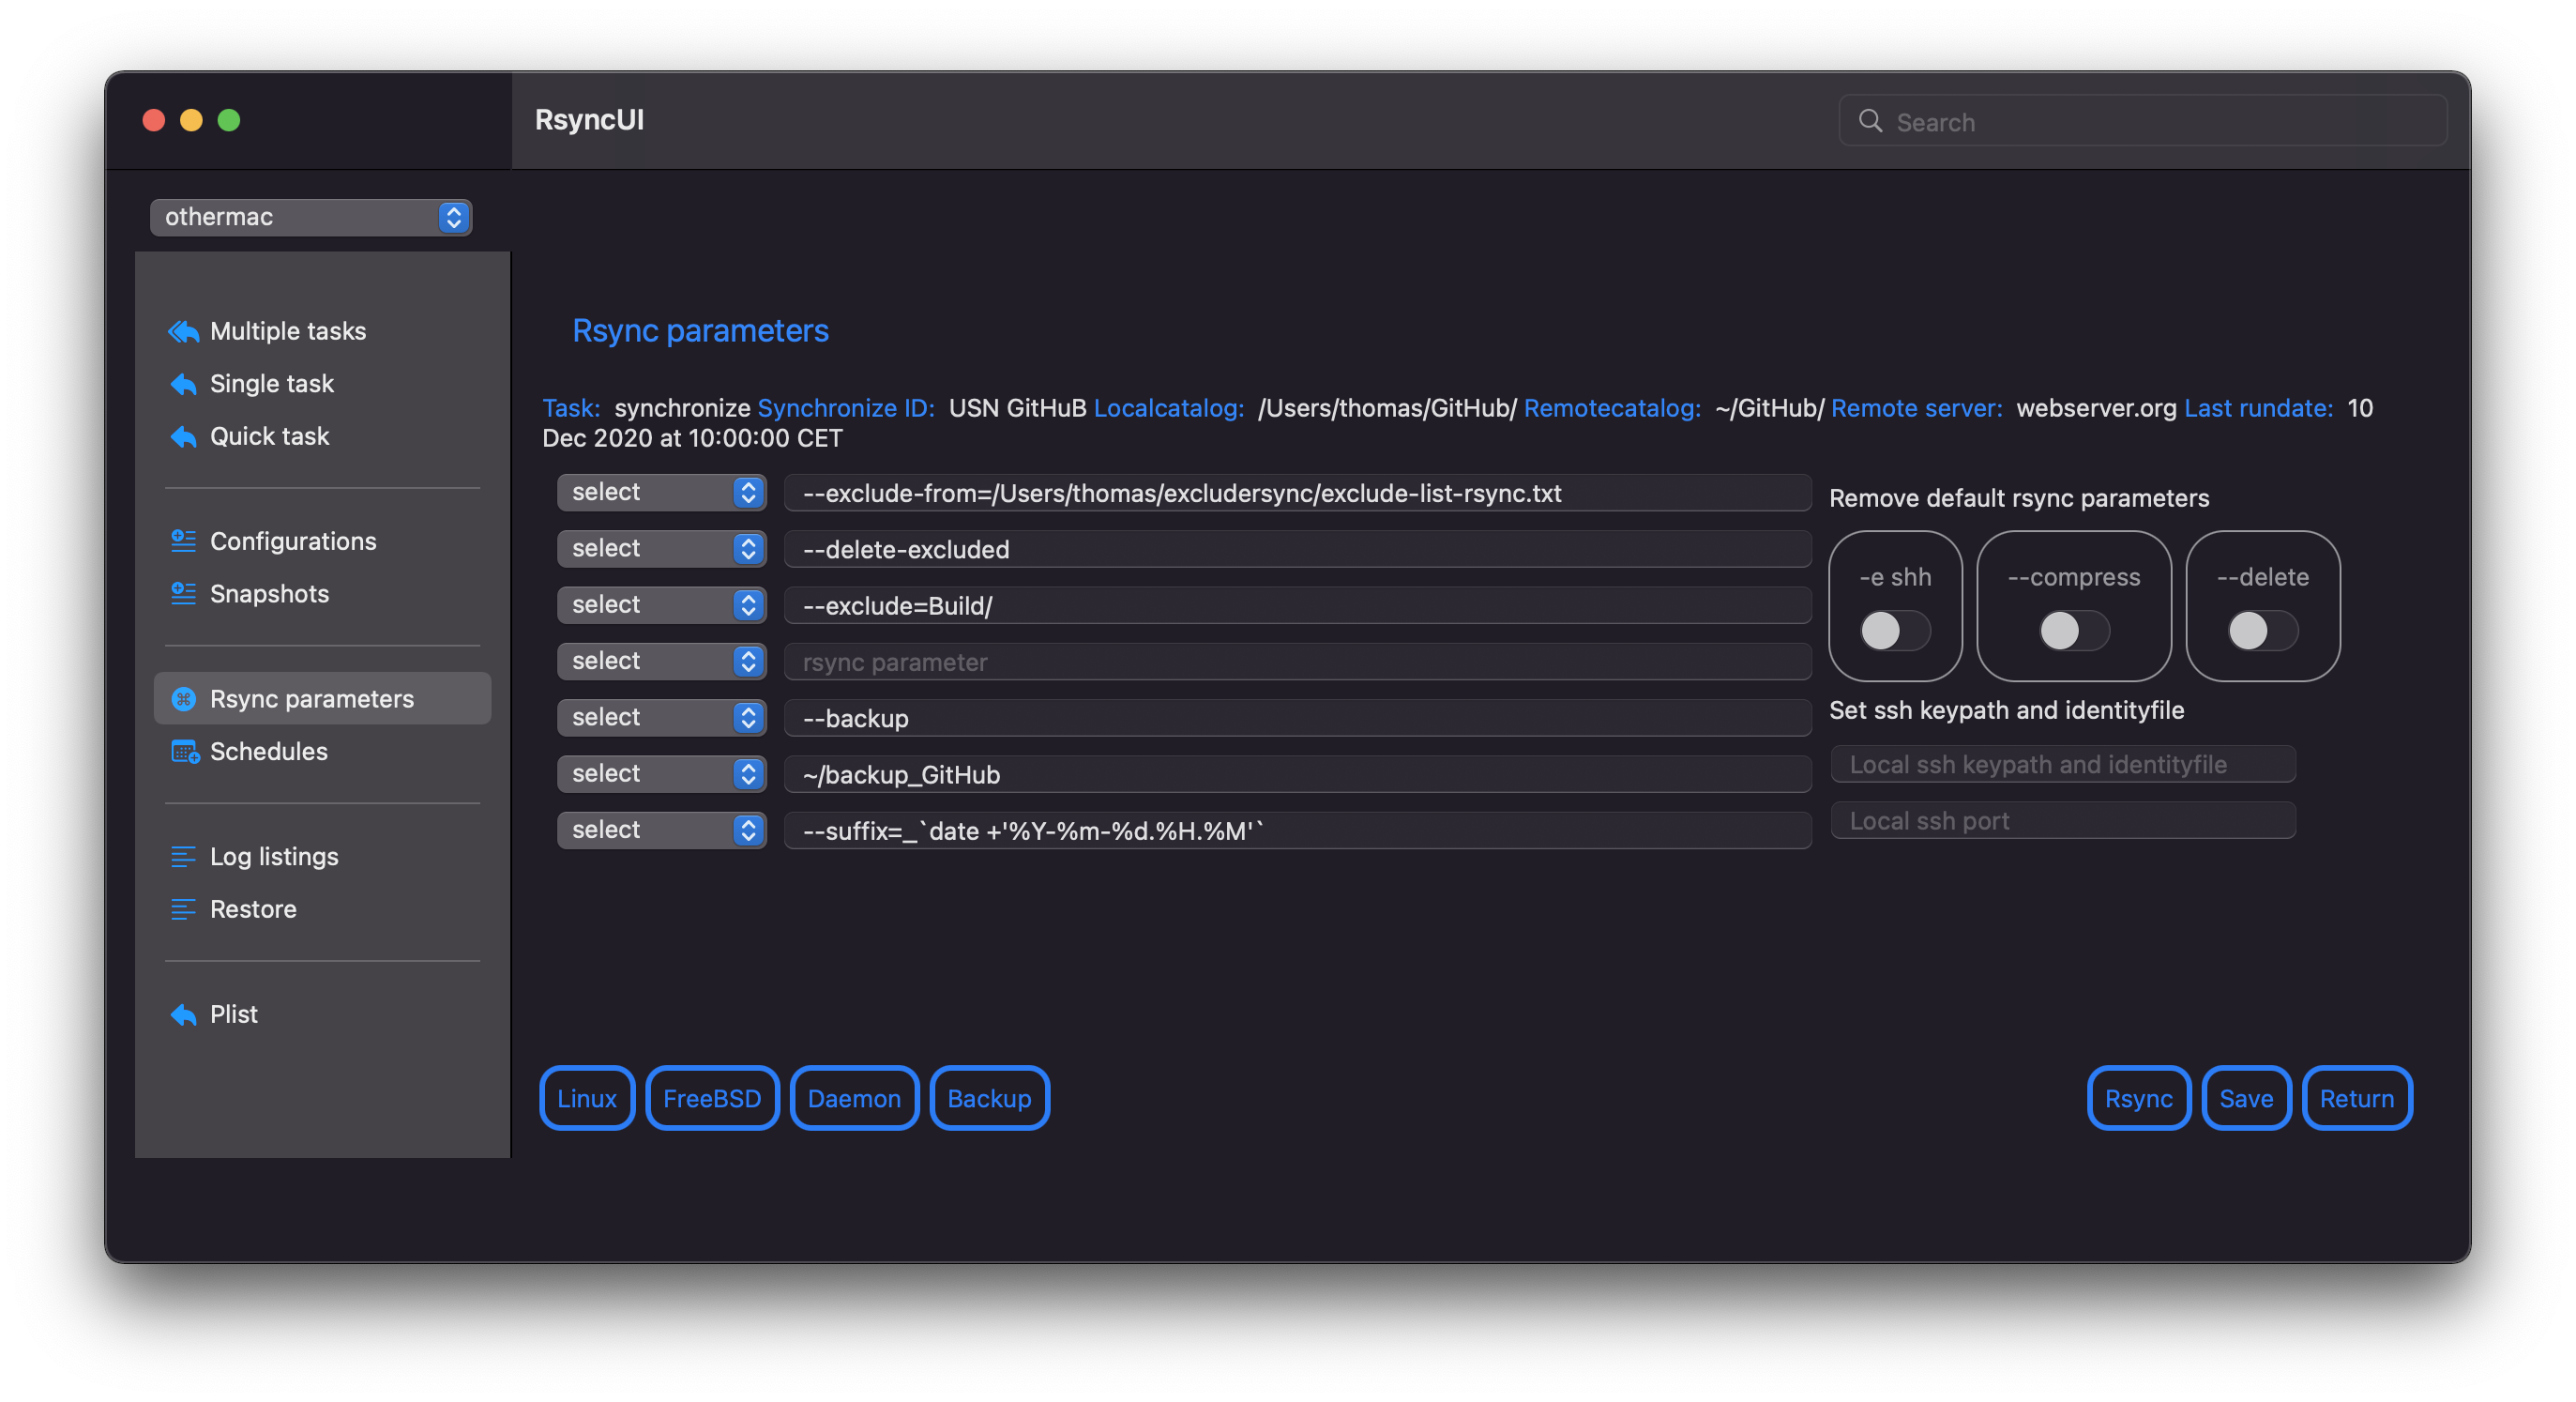 RsyncUI
Search
othermac
Multiple tasks
Single task
Quick task
Configurations
Snapshots
Rsync parameters
Schedules
Log listings
Restore
Plist
Rsync parameters
Task: synchronize Synchronize ID: USN GitHuB Localcatalog: /Users/thomas/GitHub/ Remotecatalog: ~/GitHub/ Remote server: webserver.org Last rundate: 10
Dec 2020 at 10:00:00 CET
select --exclude-from=/Users/thomas/excludersync/exclude-list-rsync.txt
select --delete-excluded
select --exclude=Build/
select rsync parameter
select --backup
select ~/backup_GitHub
select --suffix=_`date +'%Y-%m-%d.%H.%M'`
Remove default rsync parameters
-e shh --compress --delete
Set ssh keypath and identityfile
Local ssh keypath and identityfile
Local ssh port
Linux FreeBSD Daemon Backup
Rsync Save Return